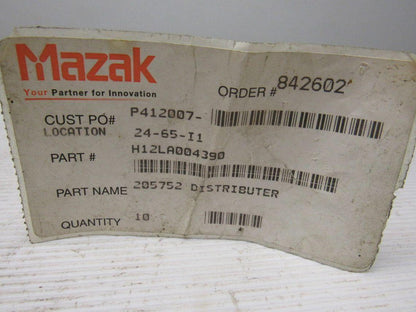 Mazak
Your Partner for Innovation
ORDER # 842602
CUST PO# P412007-
LOCATION 24-65-I1
PART # H12LA004390
PART NAME 205752 DISTRIBUTER
QUANTITY 10